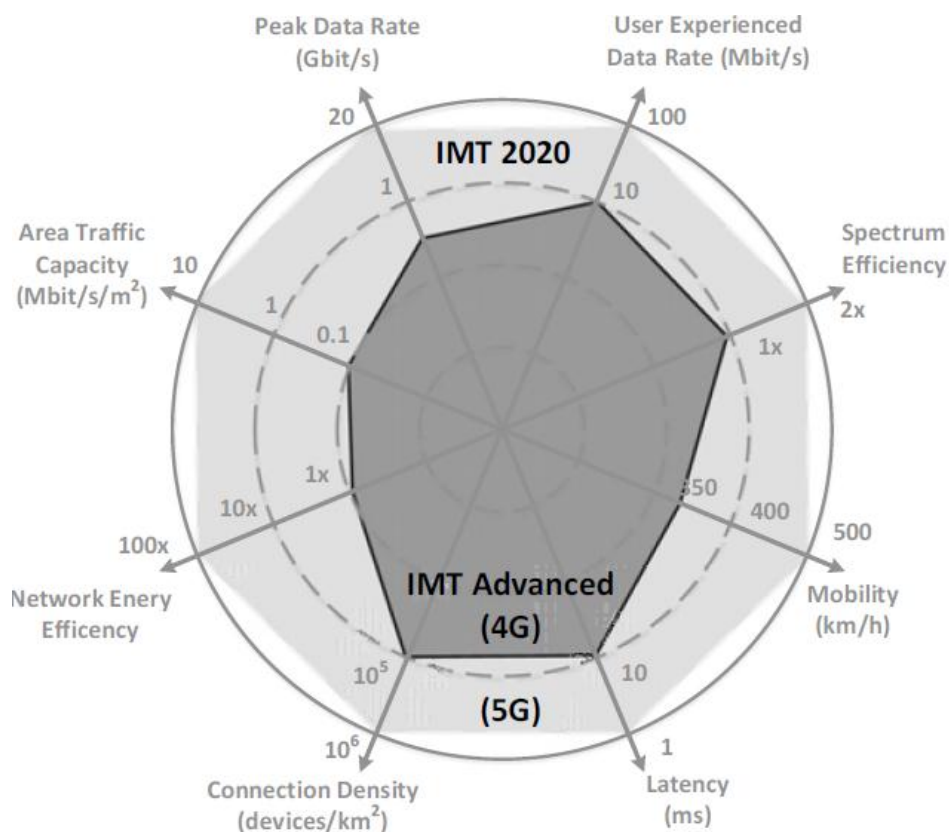 Peak Data Rate
(Gbit/s)
User Experienced
Data Rate (Mbit/s)
20
100
IMT 2020
1
10
Area Traffic
Capacity
(Mbit/s/m²)
10
Spectrum
Efficiency
2x
1
1x
0.1
1x
350
10x
400
100x
500
Network Enery
Efficency
Mobility
(km/h)
IMT Advanced
(4G)
10⁵
10
(5G)
10⁶
1
Connection Density
(devices/km²)
Latency
(ms)